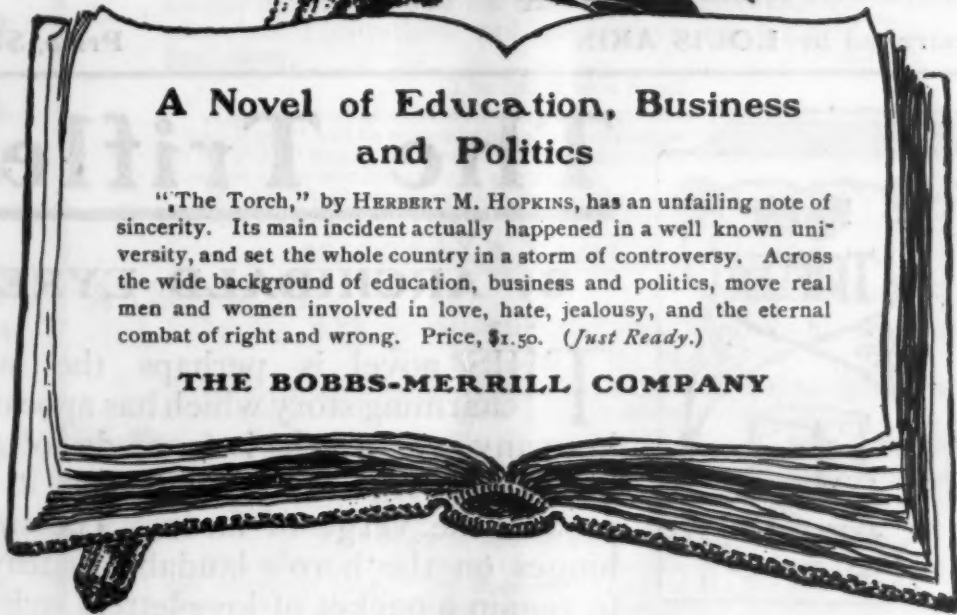 A Novel of Education, Business
and Politics
“The Torch,” by HERBERT M. HOPKINS, has an unfailing note of
sincerity. Its main incident actually happened in a well known uni-
versity, and set the whole country in a storm of controversy. Across
the wide background of education, business and politics, move real
men and women involved in love, hate, jealousy, and the eternal
combat of right and wrong. Price, $1.50. (Just Ready.)
THE BOBBS-MERRILL COMPANY